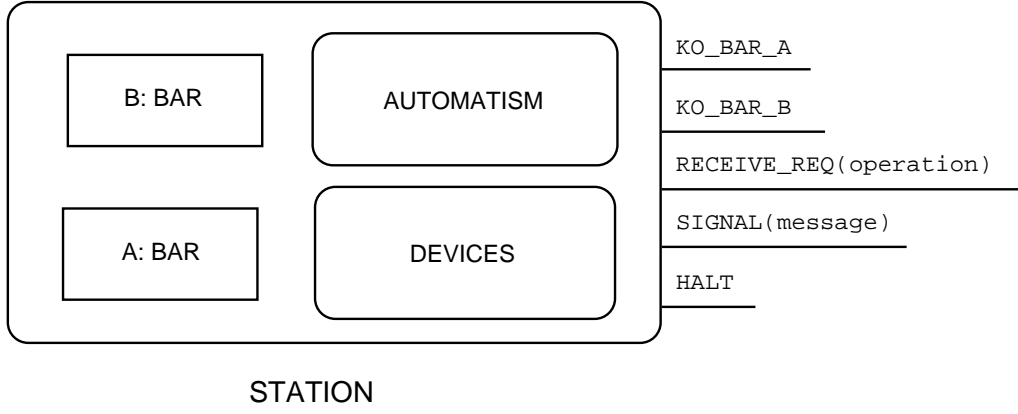 KO_BAR_A
B: BAR
AUTOMATISM
KO_BAR_B
RECEIVE_REQ(operation)
SIGNAL(message)
A: BAR
DEVICES
HALT
STATION